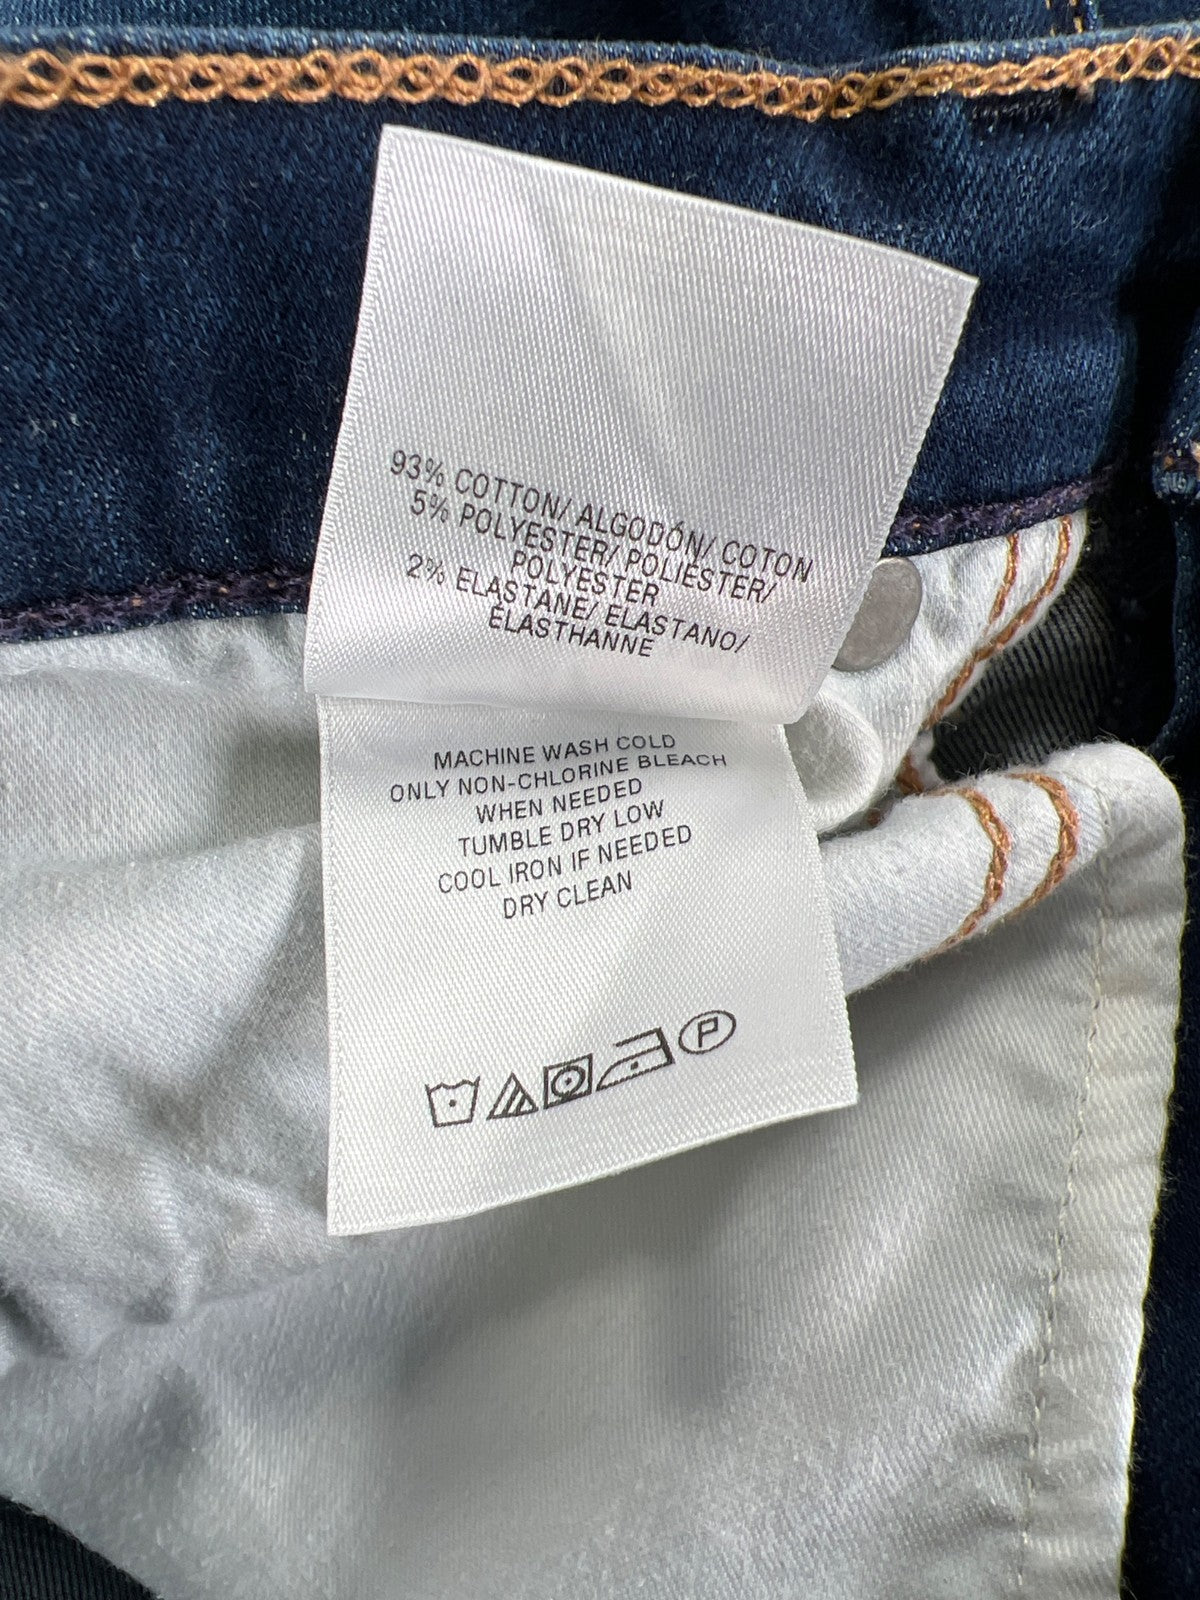 93% COTTON/ ALGODÓN/ COTON
5% POLYESTER/ POLIÉSTER/
POLYESTER
2% ELASTANE/ ELASTANO/
ÉLASTHANNE
MACHINE WASH COLD
ONLY NON-CHLORINE BLEACH
WHEN NEEDED
TUMBLE DRY LOW
COOL IRON IF NEEDED
DRY CLEAN
P